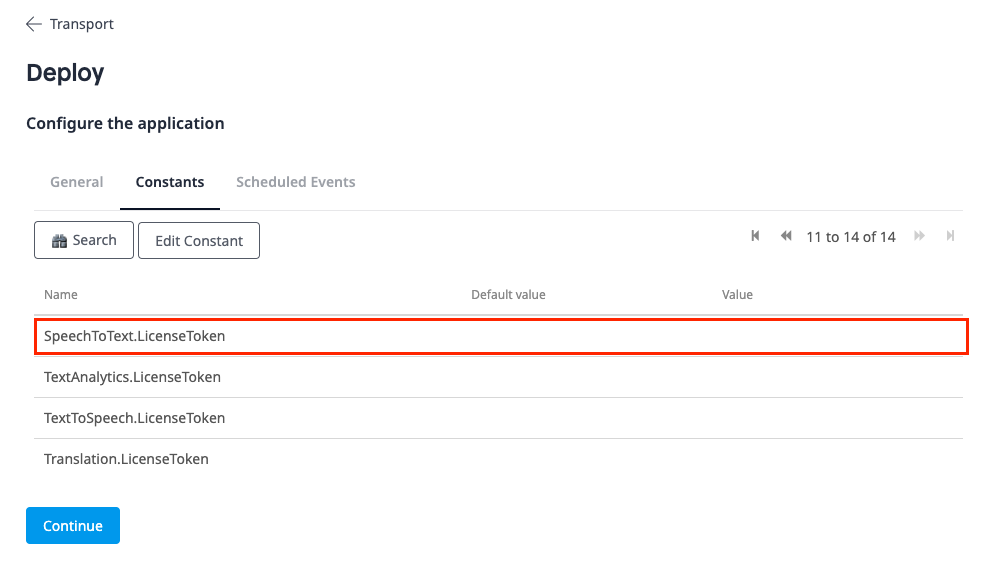 Transport
Deploy
Configure the application
General Constants Scheduled Events
Search Edit Constant 11 to 14 of 14
Name Default value Value
SpeechToText.LicenseToken
TextAnalytics.LicenseToken
TextToSpeech.LicenseToken
Translation.LicenseToken
Continue